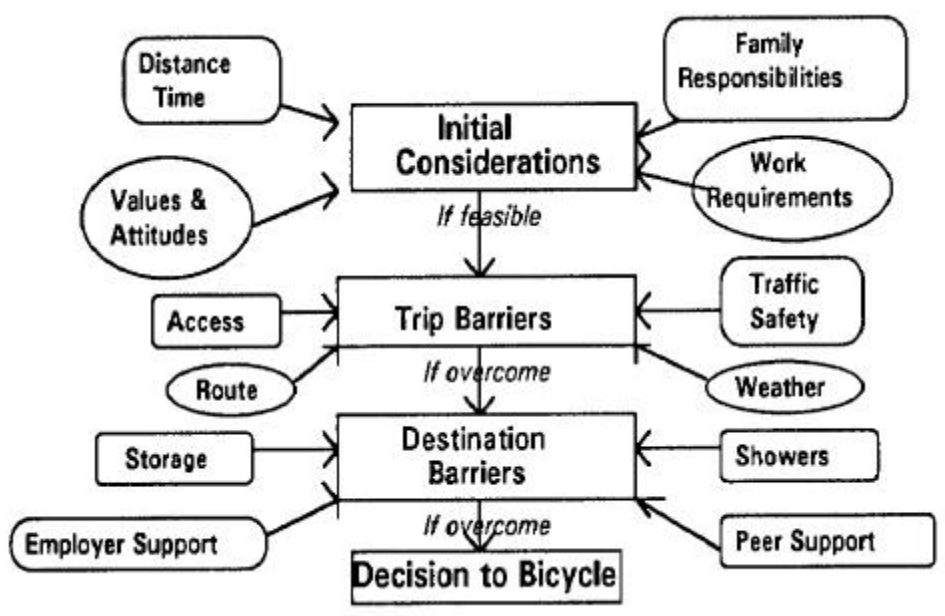 Distance
Time
Family
Responsibilities
Initial
Considerations
Values &
Attitudes
Work
Requirements
If feasible
Access
Trip Barriers
Traffic
Safety
Route
If overcome
Weather
Storage
Destination
Barriers
Showers
Employer Support
If overcome
Peer Support
Decision to Bicycle